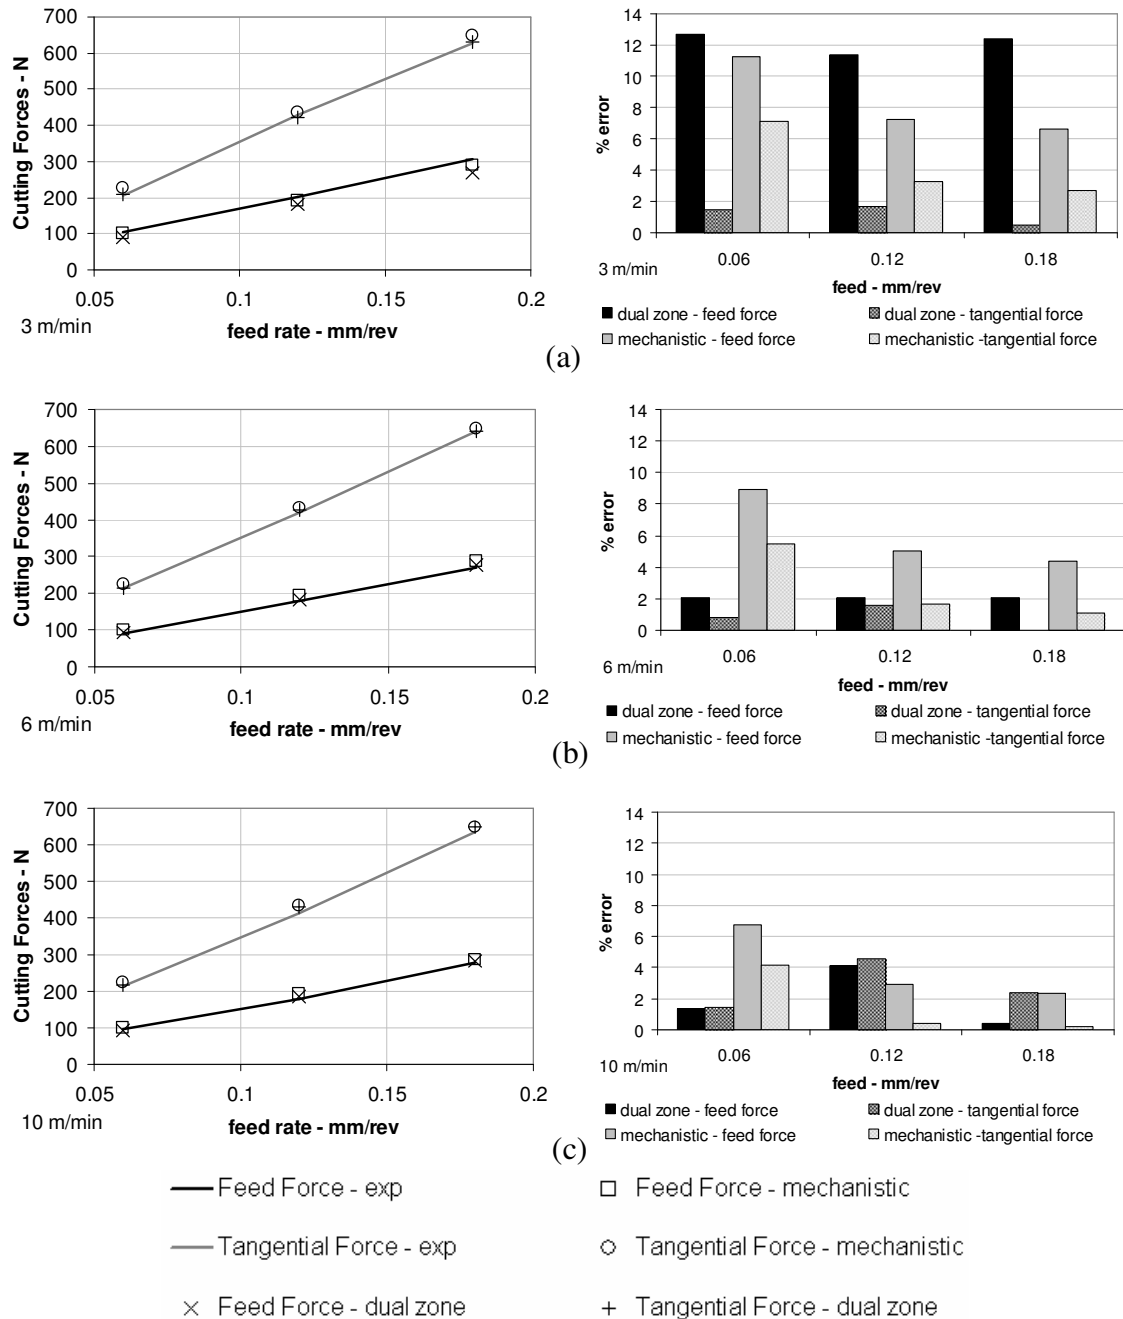 700
600
500
400
300
200
100
0
Cutting Forces - N
0.05 0.1 0.15 0.2
3 m/min
feed rate - mm/rev
14
12
10
8
6
4
2
0
% error
0.06 0.12 0.18
3 m/min
feed - mm/rev
dual zone - feed force
dual zone - tangential force
mechanistic - feed force
mechanistic -tangential force
(a)
700
600
500
400
300
200
100
0
Cutting Forces - N
0.05 0.1 0.15 0.2
6 m/min
feed rate - mm/rev
14
12
10
8
6
4
2
0
% error
0.06 0.12 0.18
6 m/min
feed - mm/rev
dual zone - feed force
dual zone - tangential force
mechanistic - feed force
mechanistic -tangential force
(b)
700
600
500
400
300
200
100
0
Cutting Forces - N
0.05 0.1 0.15 0.2
10 m/min
feed rate - mm/rev
14
12
10
8
6
4
2
0
% error
0.06 0.12 0.18
10 m/min
feed - mm/rev
dual zone - feed force
dual zone - tangential force
mechanistic - feed force
mechanistic -tangential force
(c)
Feed Force - exp
Feed Force - mechanistic
Tangential Force - exp
Tangential Force - mechanistic
Feed Force - dual zone
Tangential Force - dual zone